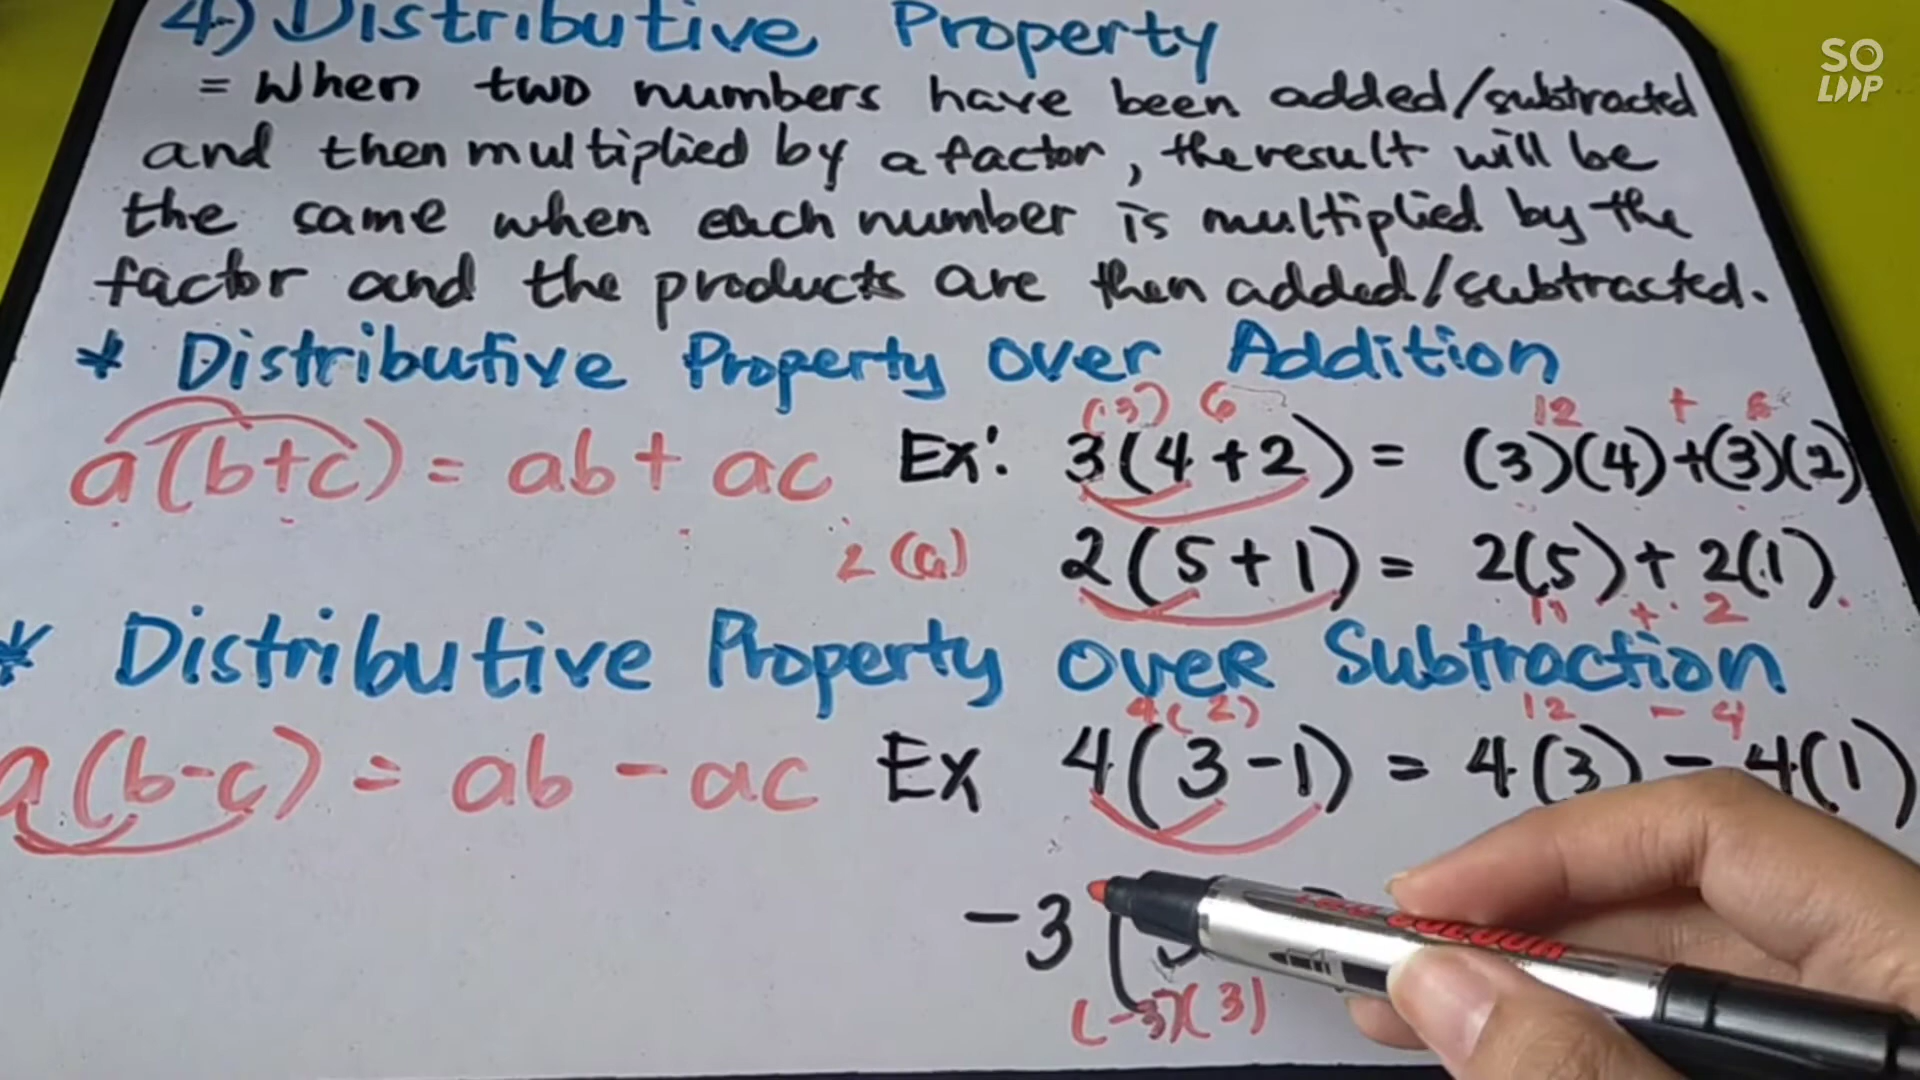 SO
LOOP
4) Distributive Property
= When two numbers have been added/subtracted
and then multiplied by a factor, the result will be
the same when each number is multiplied by the
factor and the products are then added/subtracted.
* Distributive Property over Addition
(3) 6 12 + 6
a(b+c) = ab + ac Ex: 3(4+2) = (3)(4)+(3)(2)
2(6) 2(5+1) = 2(5)+2(1)
10 + 2
* Distributive Property over Subtraction
4(2) 12 - 4
a(b-c) = ab - ac Ex 4(3-1) = 4(3) - 4(1)
-3(
(-3)(3)